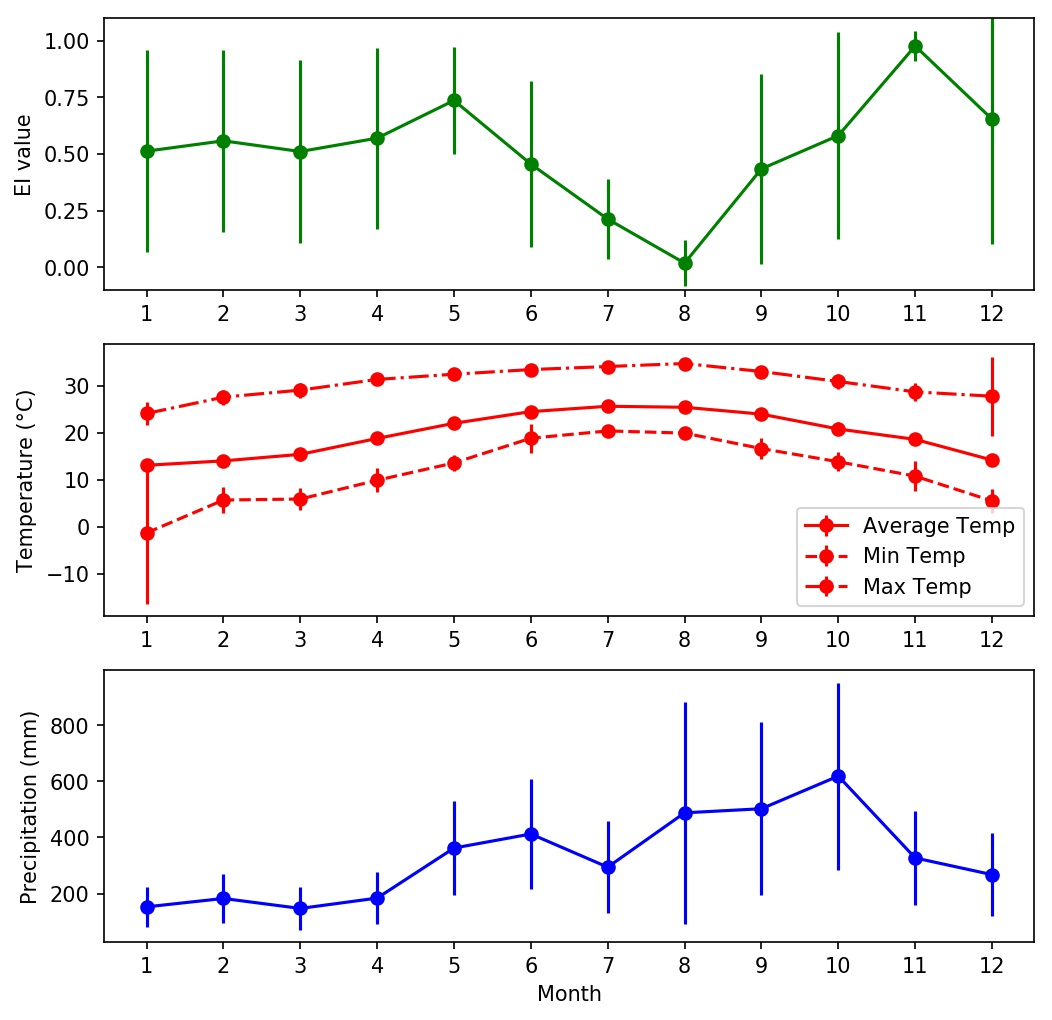 EI value
1.00
0.75
0.50
0.25
0.00
1 2 3 4 5 6 7 8 9 10 11 12
Temperature (°C)
30
20
10
0
−10
Average Temp
Min Temp
Max Temp
1 2 3 4 5 6 7 8 9 10 11 12
Precipitation (mm)
800
600
400
200
1 2 3 4 5 6 7 8 9 10 11 12
Month